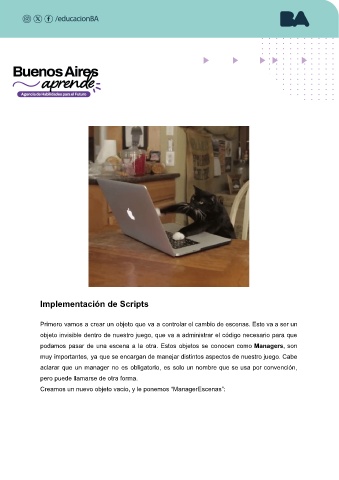 /educacionBA
BA
Buenos Aires
aprende
Agencia de Habilidades para el Futuro
Implementación de Scripts
Primero vamos a crear un objeto que va a controlar el cambio de escenas. Este va a ser un
objeto invisible dentro de nuestro juego, que va a administrar el código necesario para que
podamos pasar de una escena a la otra. Estos objetos se conocen como Managers, son
muy importantes, ya que se encargan de manejar distintos aspectos de nuestro juego. Cabe
aclarar que un manager no es obligatorio, es solo un nombre que se usa por convención,
pero puede llamarse de otra forma.
Creamos un nuevo objeto vacío, y le ponemos "ManagerEscenas":